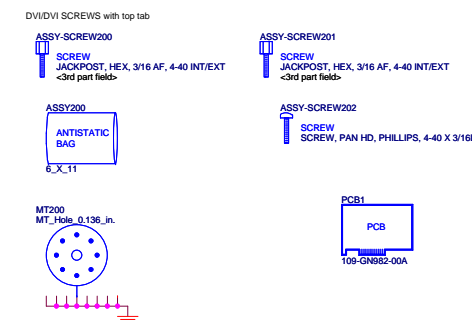 DVI/DVI SCREWS with top tab
ASSY-SCREW200
SCREW
JACKPOST, HEX, 3/16 AF, 4-40 INT/EXT
<3rd part field>
ASSY-SCREW201
SCREW
JACKPOST, HEX, 3/16 AF, 4-40 INT/EXT
<3rd part field>
ASSY200
ANTISTATIC
BAG
6_X_11
ASSY-SCREW202
SCREW
SCREW, PAN HD, PHILLIPS, 4-40 X 3/16
MT200
MT_Hole_0.136_in.
PCB1
PCB
109-GN982-00A